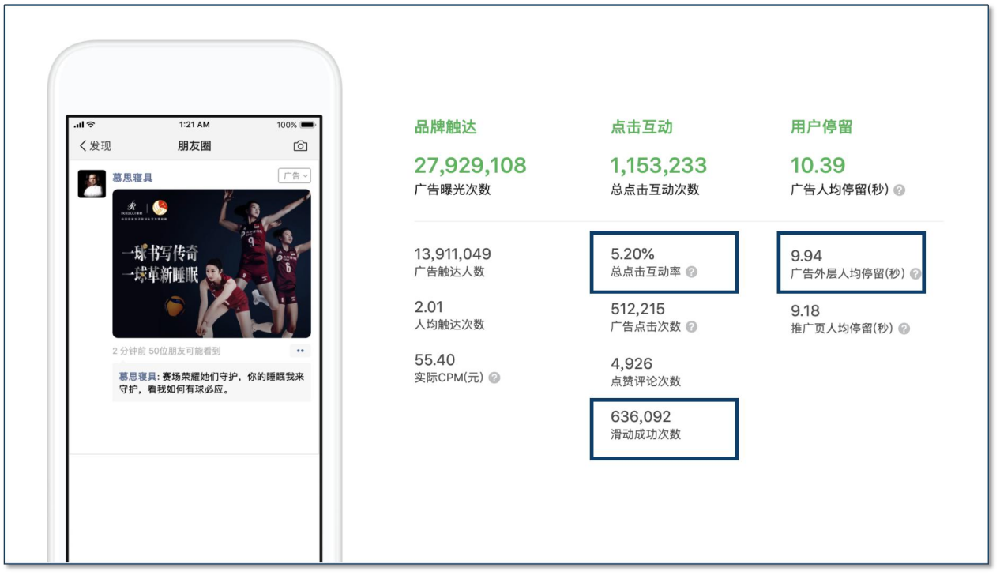 1:21 AM
100%
发现
朋友圈
慕思寝具
广告
一球书写传奇
一球革新睡眠
2 分钟前 50位朋友可能看到
慕思寝具: 赛场荣耀她们守护，你的睡眠我来
守护，看我如何有球必应。
品牌触达
27,929,108
广告曝光次数
13,911,049
广告触达人数
2.01
人均触达次数
55.40
实际CPM(元) ?
点击互动
1,153,233
总点击互动次数
5.20%
总点击互动率 ?
512,215
广告点击次数 ?
4,926
点赞评论次数
636,092
滑动成功次数
用户停留
10.39
广告人均停留(秒) ?
9.94
广告外层人均停留(秒) ?
9.18
推广页人均停留(秒) ?